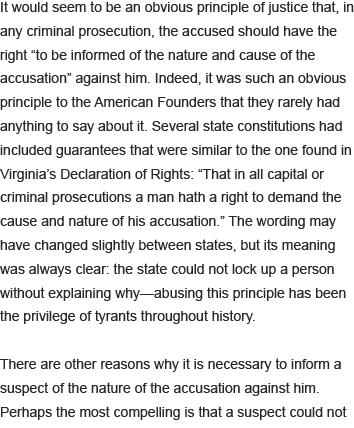 It would seem to be an obvious principle of justice that, in
any criminal prosecution, the accused should have the
right “to be informed of the nature and cause of the
accusation” against him. Indeed, it was such an obvious
principle to the American Founders that they rarely had
anything to say about it. Several state constitutions had
included guarantees that were similar to the one found in
Virginia’s Declaration of Rights: “That in all capital or
criminal prosecutions a man hath a right to demand the
cause and nature of his accusation.” The wording may
have changed slightly between states, but its meaning
was always clear: the state could not lock up a person
without explaining why—abusing this principle has been
the privilege of tyrants throughout history.
There are other reasons why it is necessary to inform a
suspect of the nature of the accusation against him.
Perhaps the most compelling is that a suspect could not